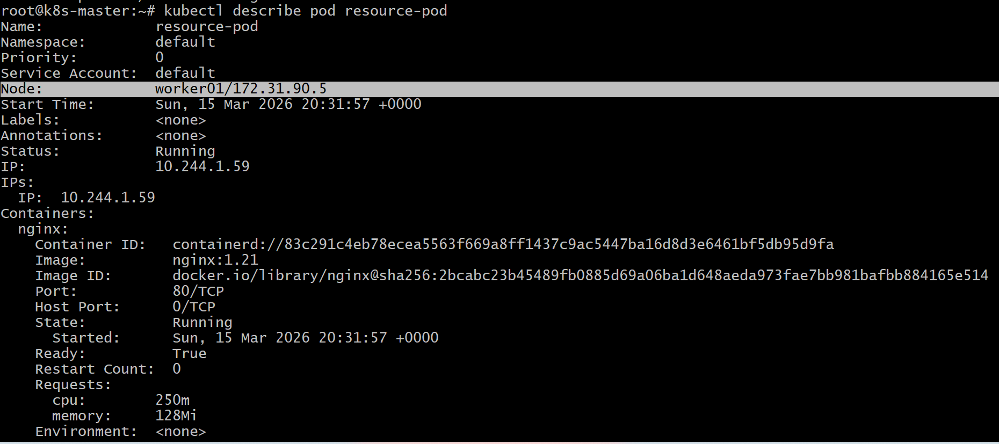 root@k8s-master:~# kubectl describe pod resource-pod
Name:             resource-pod
Namespace:        default
Priority:         0
Service Account:  default
Node:             worker01/172.31.90.5
Start Time:       Sun, 15 Mar 2026 20:31:57 +0000
Labels:           <none>
Annotations:      <none>
Status:           Running
IP:               10.244.1.59
IPs:
  IP:  10.244.1.59
Containers:
  nginx:
    Container ID:   containerd://83c291c4eb78ecea5563f669a8ff1437c9ac5447ba16d8d3e6461bf5db95d9fa
    Image:          nginx:1.21
    Image ID:       docker.io/library/nginx@sha256:2bcabc23b45489fb0885d69a06ba1d648aeda973fae7bb981bafbb884165e514
    Port:           80/TCP
    Host Port:      0/TCP
    State:          Running
      Started:      Sun, 15 Mar 2026 20:31:57 +0000
    Ready:          True
    Restart Count:  0
    Requests:
      cpu:        250m
      memory:     128Mi
    Environment:  <none>